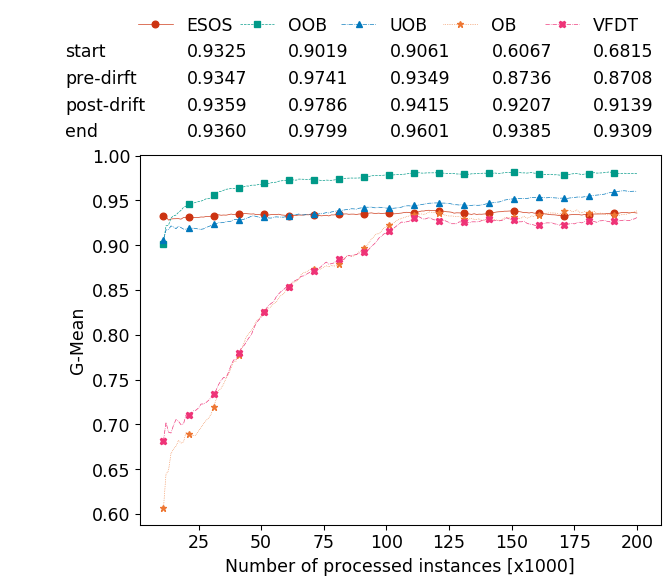 ESOS OOB UOB OB VFDT
start 0.9325 0.9019 0.9061 0.6067 0.6815
pre-dirft 0.9347 0.9741 0.9349 0.8736 0.8708
post-drift 0.9359 0.9786 0.9415 0.9207 0.9139
end 0.9360 0.9799 0.9601 0.9385 0.9309
1.00
0.95
0.90
0.85
0.80
0.75
0.70
0.65
0.60
G-Mean
25 50 75 100 125 150 175 200
Number of processed instances [x1000]